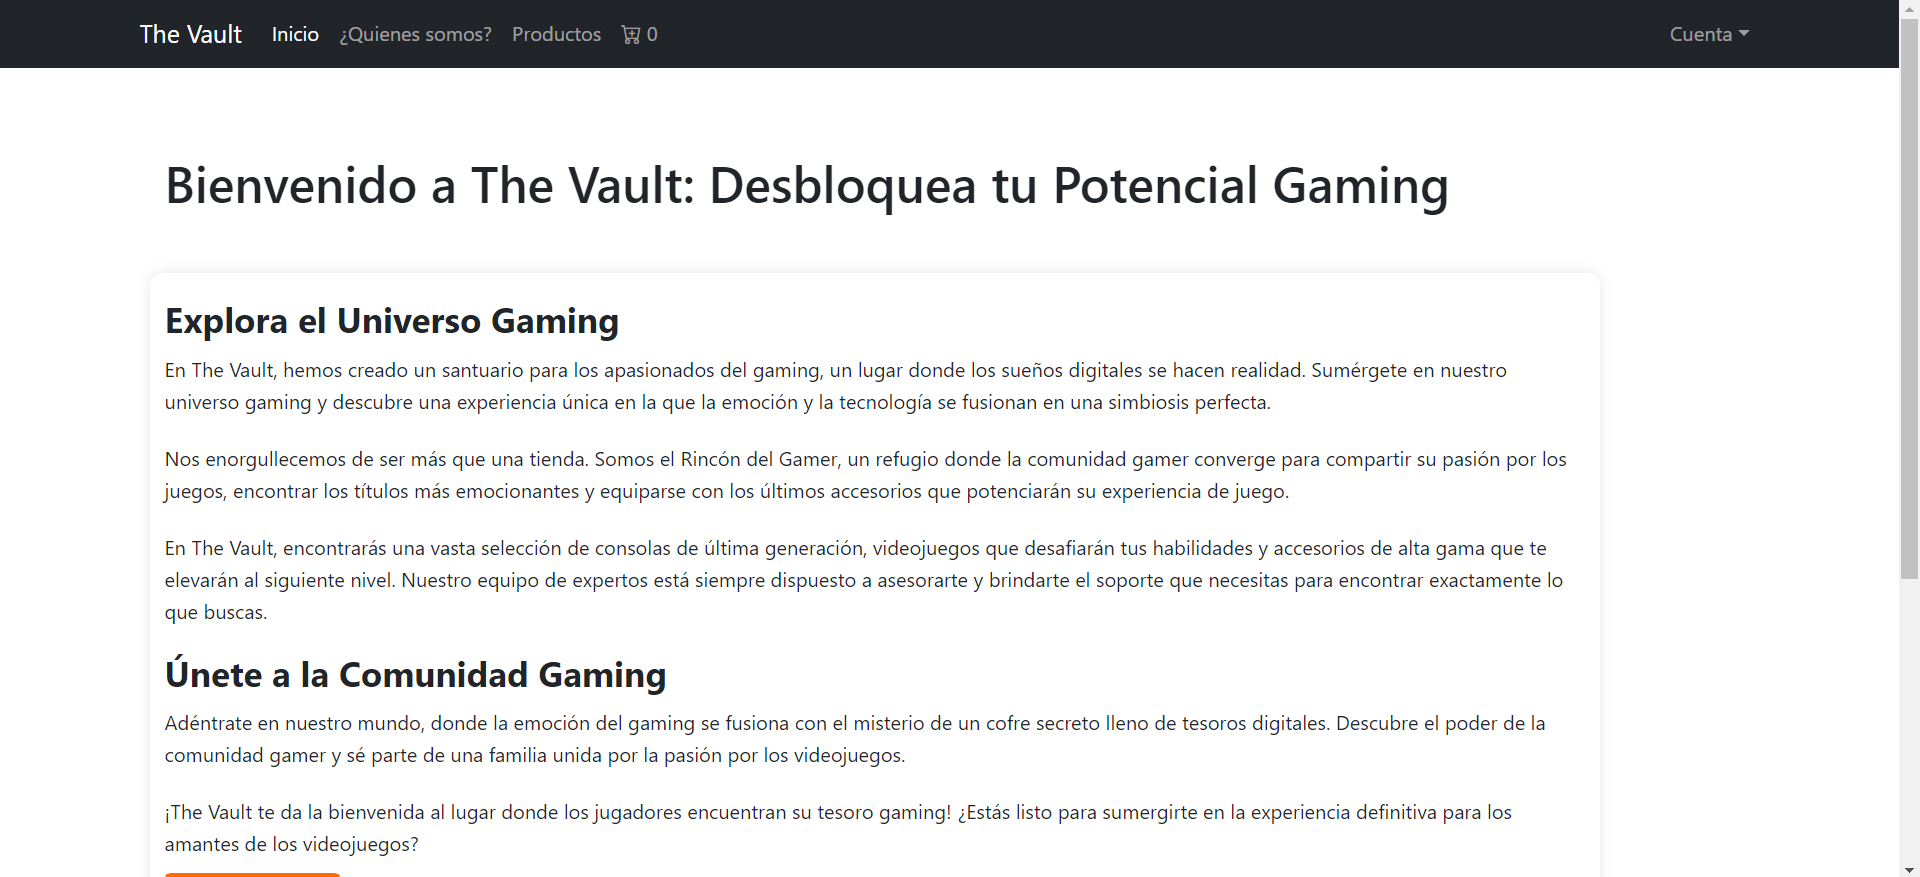 The Vault Inicio ¿Quienes somos? Productos 0 Cuenta
Bienvenido a The Vault: Desbloquea tu Potencial Gaming
Explora el Universo Gaming
En The Vault, hemos creado un santuario para los apasionados del gaming, un lugar donde los sueños digitales se hacen realidad. Sumérgete en nuestro
universo gaming y descubre una experiencia única en la que la emoción y la tecnología se fusionan en una simbiosis perfecta.
Nos enorgullecemos de ser más que una tienda. Somos el Rincón del Gamer, un refugio donde la comunidad gamer converge para compartir su pasión por los
juegos, encontrar los títulos más emocionantes y equiparse con los últimos accesorios que potenciarán su experiencia de juego.
En The Vault, encontrarás una vasta selección de consolas de última generación, videojuegos que desafiarán tus habilidades y accesorios de alta gama que te
elevarán al siguiente nivel. Nuestro equipo de expertos está siempre dispuesto a asesorarte y brindarte el soporte que necesitas para encontrar exactamente lo
que buscas.
Únete a la Comunidad Gaming
Adéntrate en nuestro mundo, donde la emoción del gaming se fusiona con el misterio de un cofre secreto lleno de tesoros digitales. Descubre el poder de la
comunidad gamer y sé parte de una familia unida por la pasión por los videojuegos.
¡The Vault te da la bienvenida al lugar donde los jugadores encuentran su tesoro gaming! ¿Estás listo para sumergirte en la experiencia definitiva para los
amantes de los videojuegos?